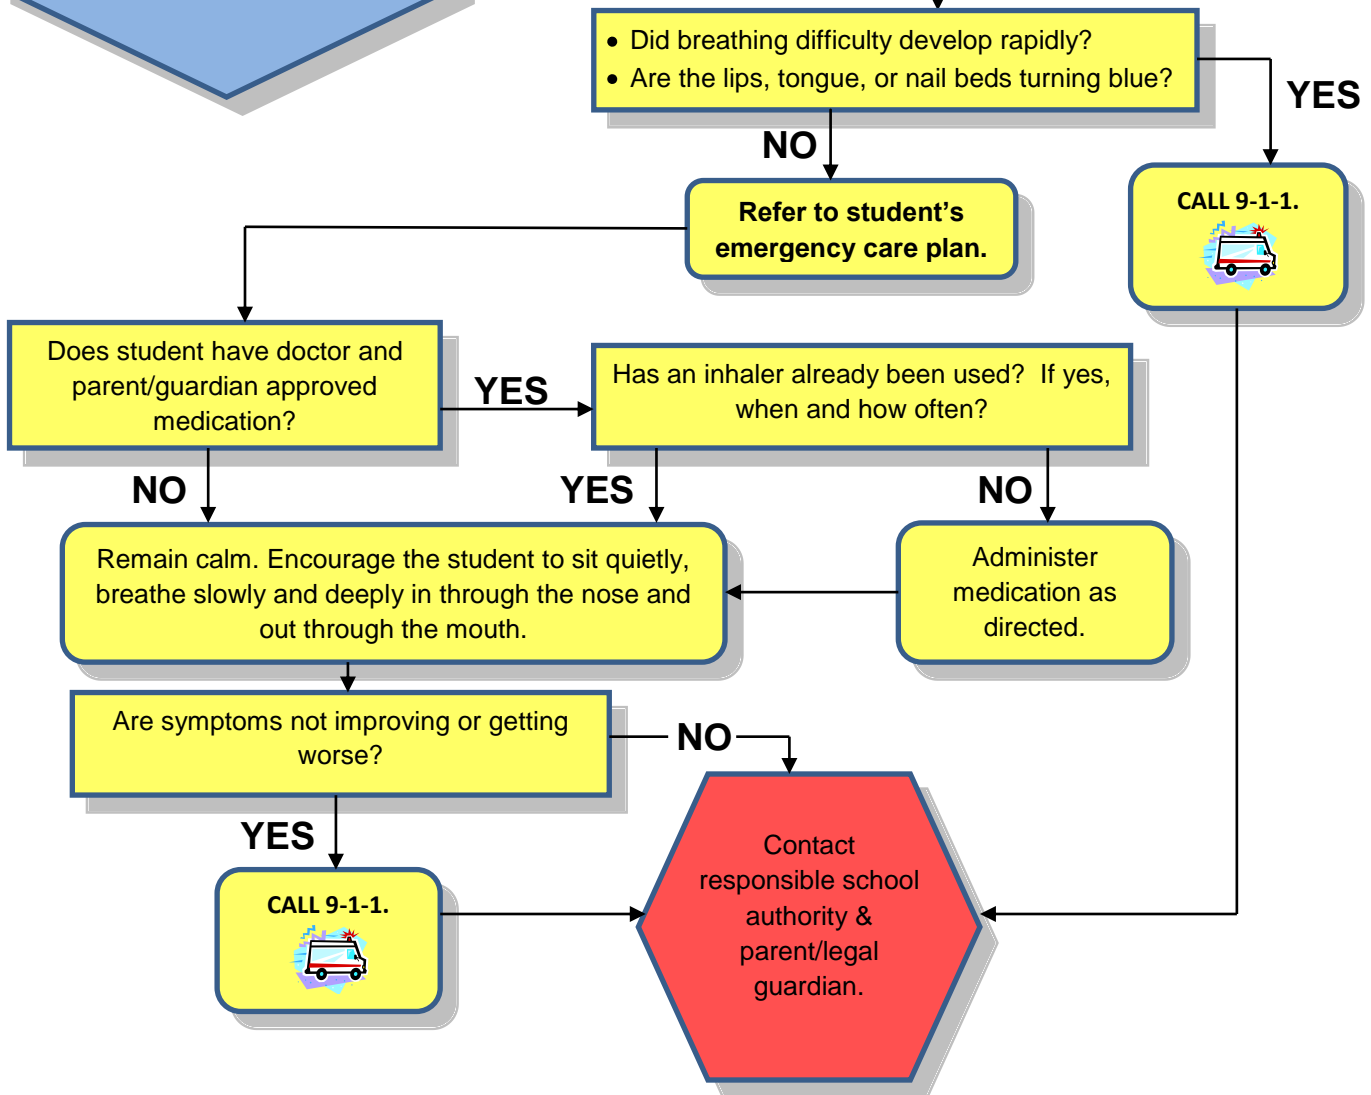 • Did breathing difficulty develop rapidly?
• Are the lips, tongue, or nail beds turning blue?
YES
NO
CALL 9-1-1.
Refer to student’s
emergency care plan.
Does student have doctor and
parent/guardian approved
medication?
YES
Has an inhaler already been used?  If yes,
when and how often?
NO
YES
NO
Remain calm. Encourage the student to sit quietly,
breathe slowly and deeply in through the nose and
out through the mouth.
Administer
medication as
directed.
Are symptoms not improving or getting
worse?
NO
YES
CALL 9-1-1.
Contact
responsible school
authority &
parent/legal
guardian.